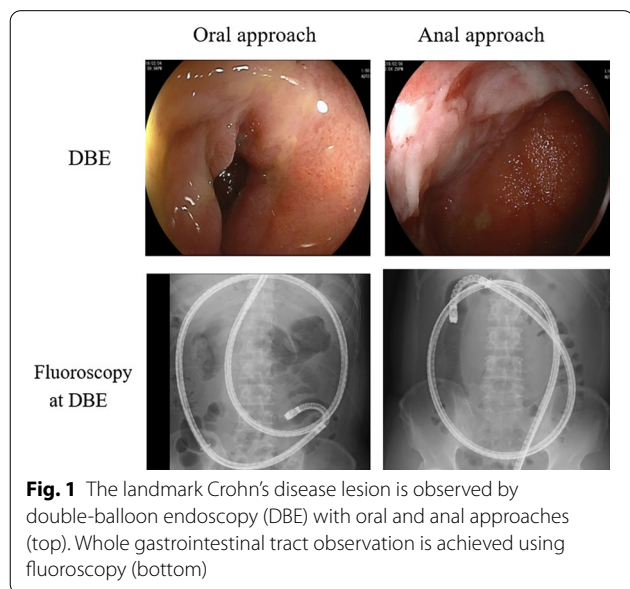 Oral approach Anal approach
DBE
Fluoroscopy
at DBE
Fig. 1 The landmark Crohn’s disease lesion is observed by
double-balloon endoscopy (DBE) with oral and anal approaches
(top). Whole gastrointestinal tract observation is achieved using
fluoroscopy (bottom)